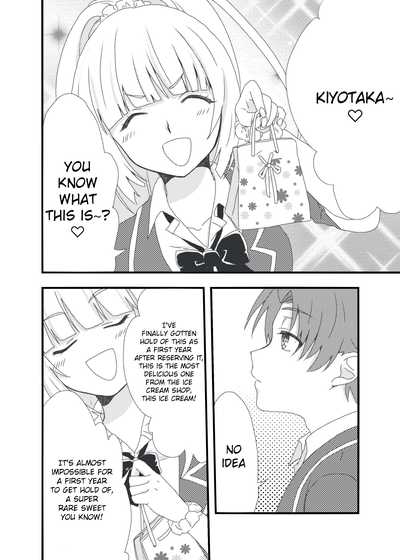 KIYOTAKA~
♡
YOU
KNOW
WHAT
THIS IS~?
♡
NO
IDEA
I'VE
FINALLY GOTTEN
HOLD OF THIS AS
A FIRST YEAR
AFTER RESERVING IT,
THIS IS THE MOST
DELICIOUS ONE
FROM THE ICE
CREAM SHOP,
THIS ICE CREAM!
IT'S ALMOST
IMPOSSIBLE FOR
A FIRST YEAR
TO GET HOLD OF,
A SUPER
RARE SWEET
YOU KNOW!